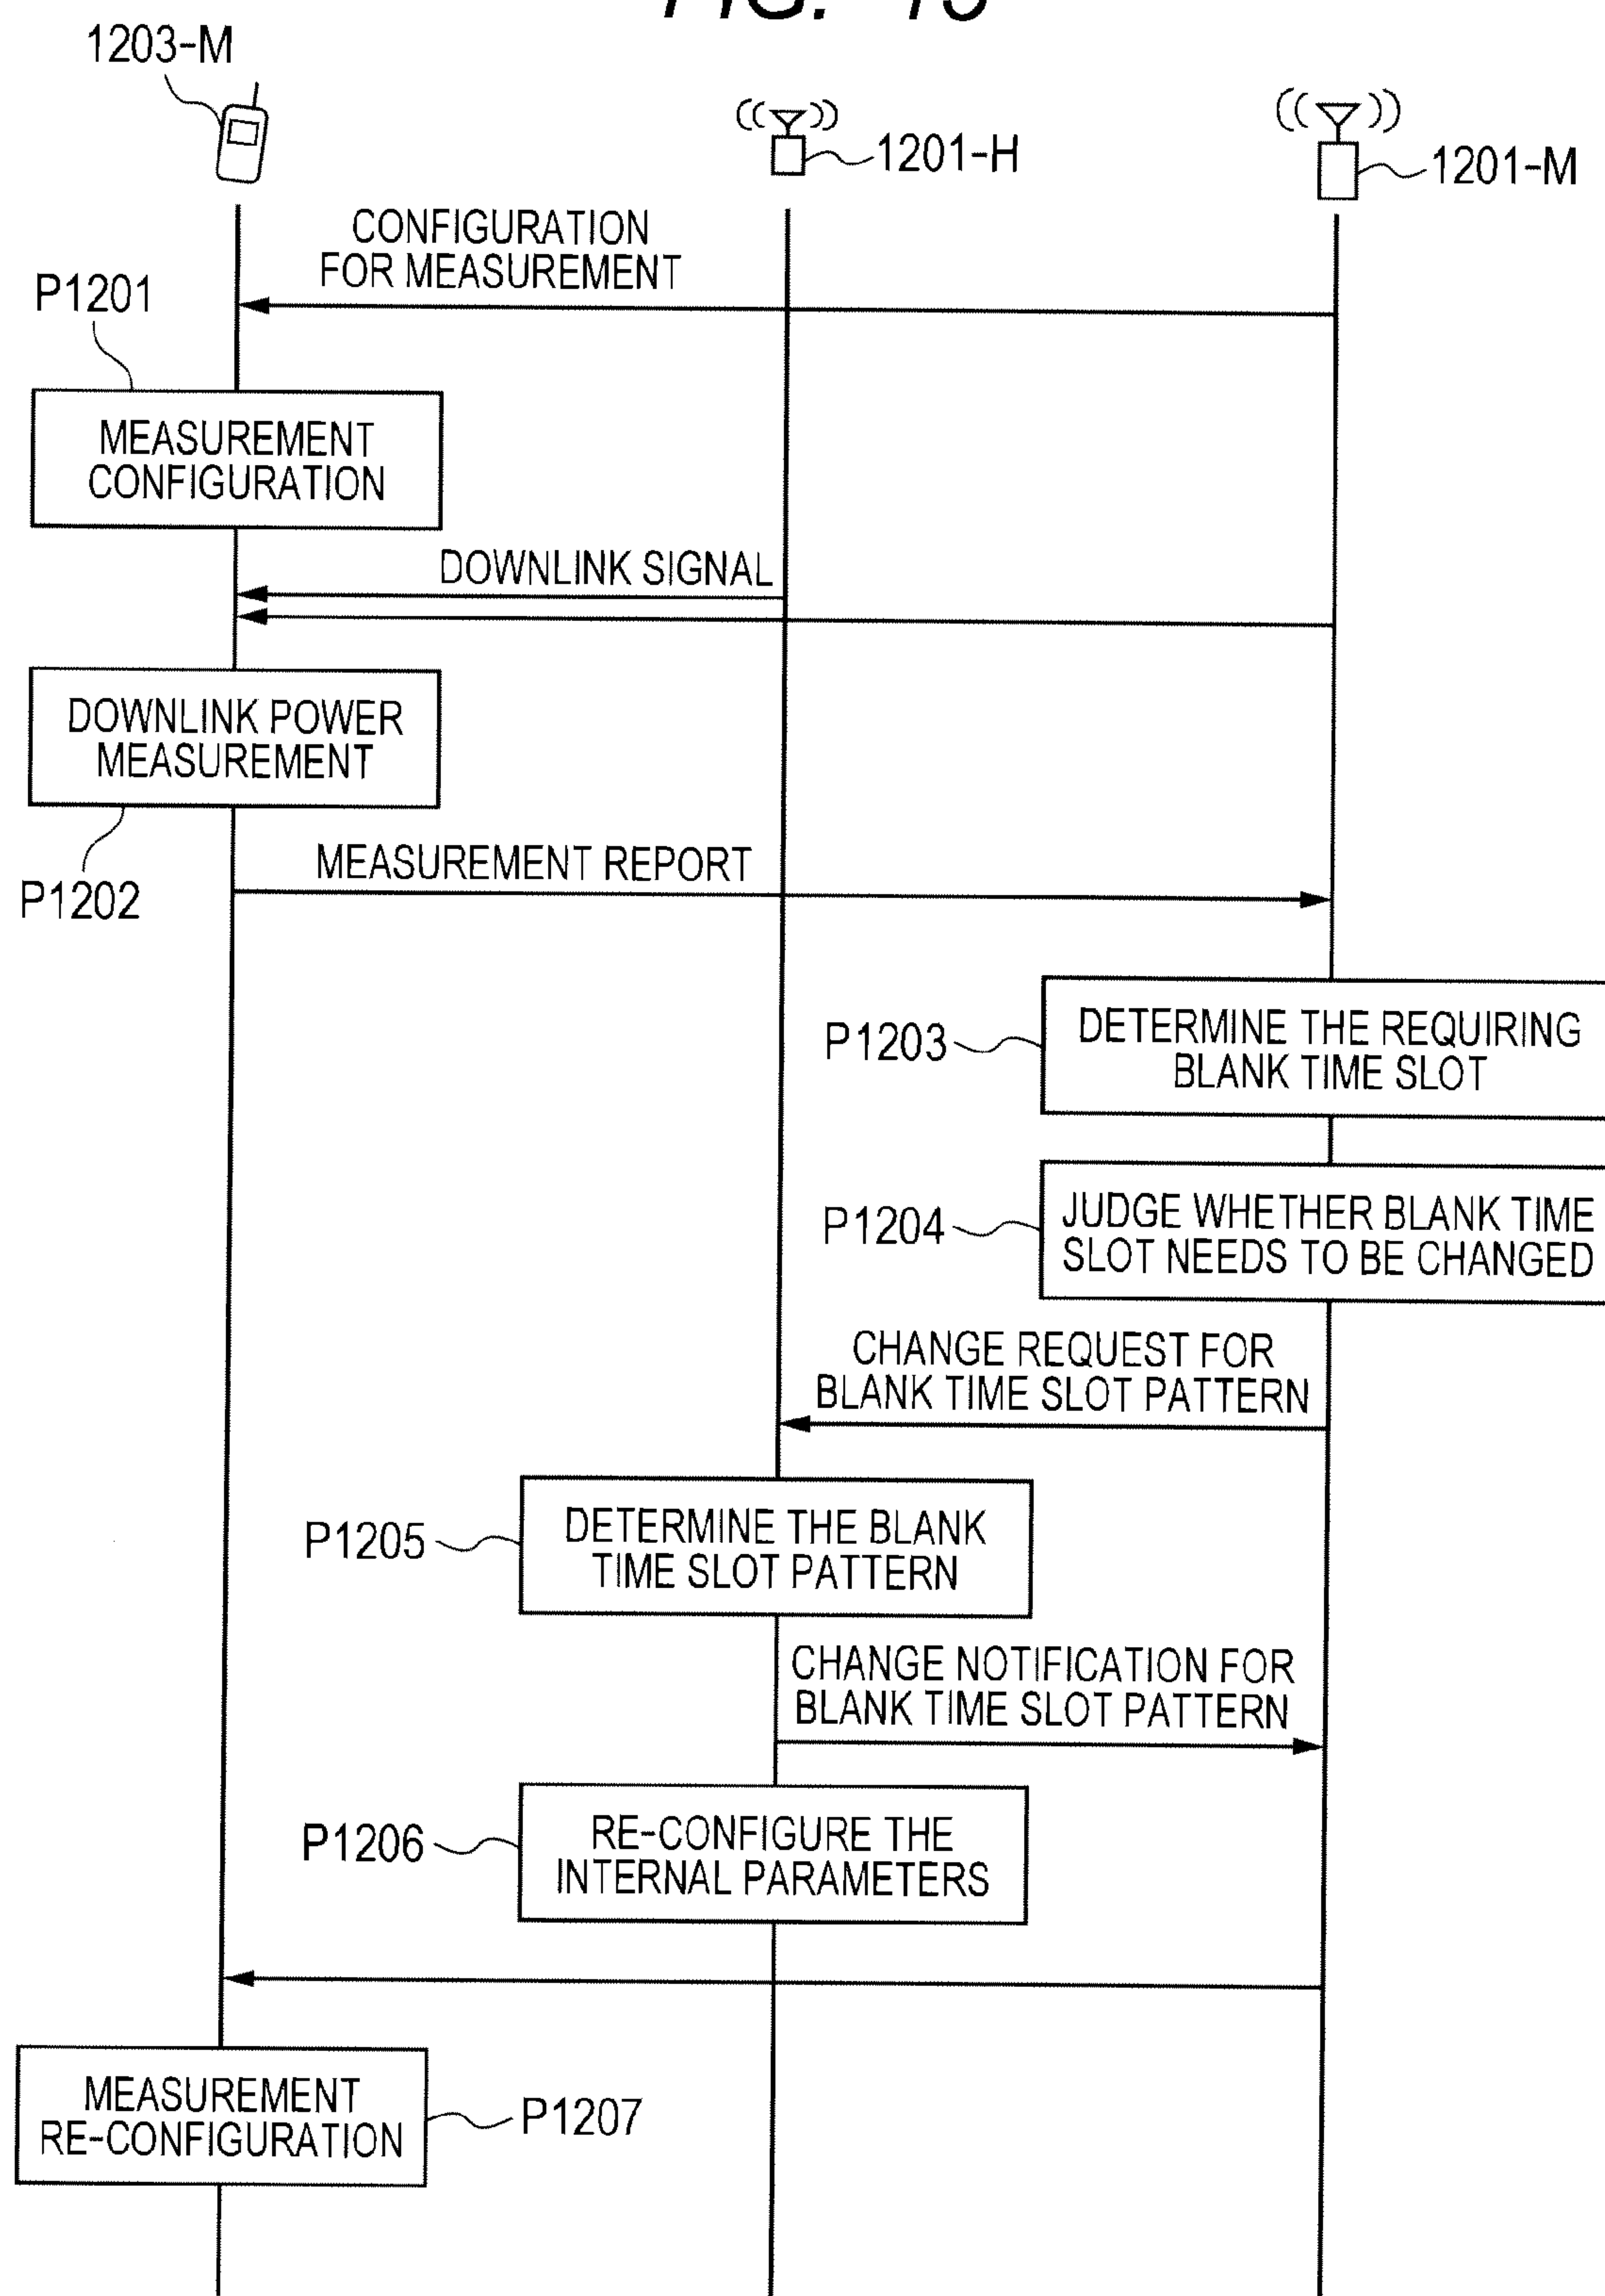 1203-M
1201-H
1201-M
CONFIGURATION
FOR MEASUREMENT
P1201
MEASUREMENT
CONFIGURATION
DOWNLINK SIGNAL
DOWNLINK POWER
MEASUREMENT
P1202
MEASUREMENT REPORT
P1203
DETERMINE THE REQUIRING
BLANK TIME SLOT
P1204
JUDGE WHETHER BLANK TIME
SLOT NEEDS TO BE CHANGED
CHANGE REQUEST FOR
BLANK TIME SLOT PATTERN
P1205
DETERMINE THE BLANK
TIME SLOT PATTERN
CHANGE NOTIFICATION FOR
BLANK TIME SLOT PATTERN
P1206
RE-CONFIGURE THE
INTERNAL PARAMETERS
MEASUREMENT
RE-CONFIGURATION
P1207